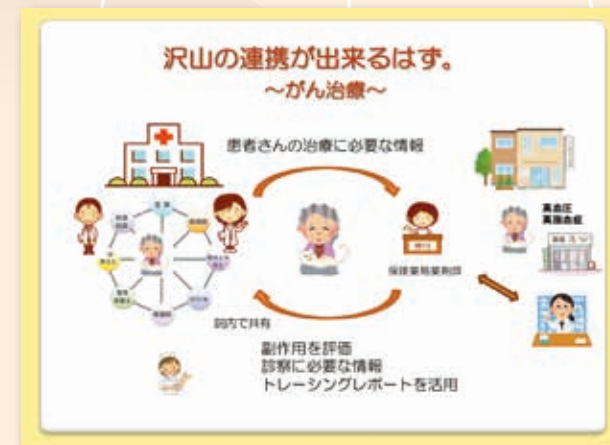 沢山の連携が出来るはず。
～がん治療～
患者さんの治療に必要な情報
高血圧
高脂血症
保険薬局薬剤師
院内で共有
副作用を評価
診察に必要な情報
トレーシングレポートを活用